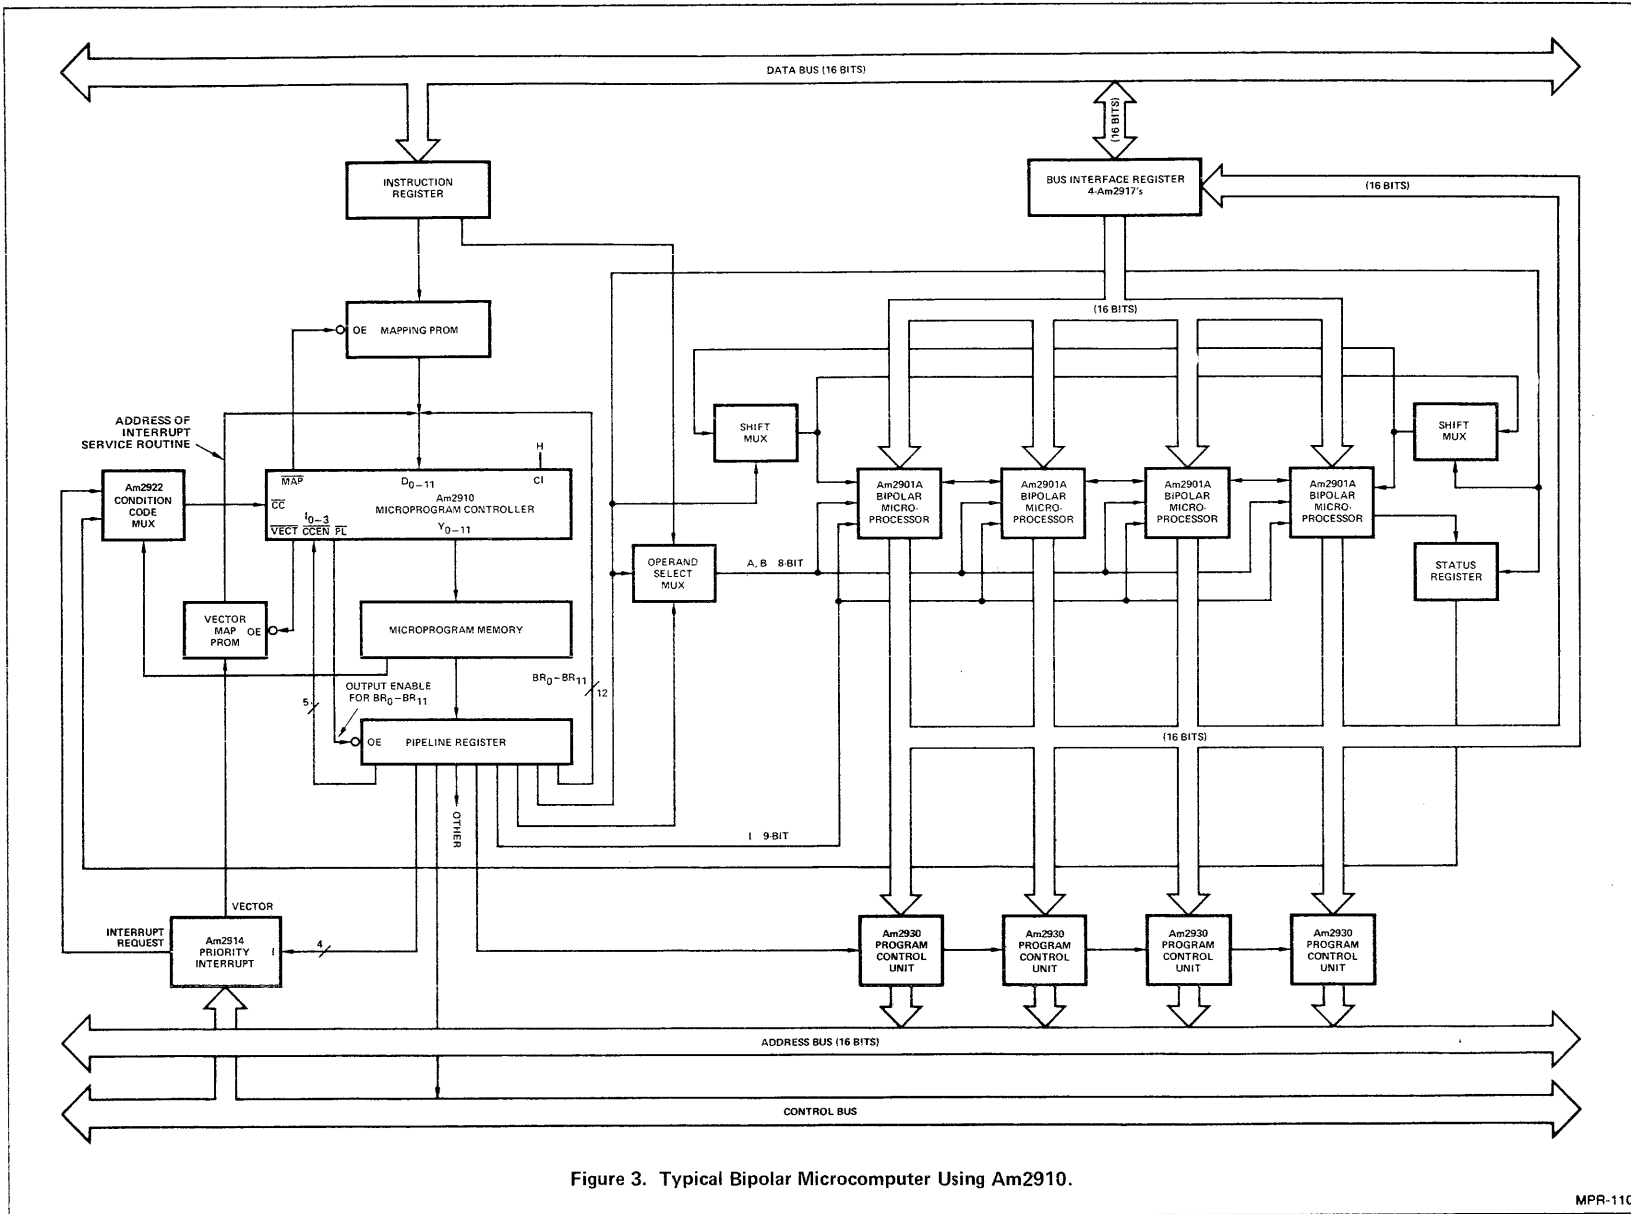 DATA BUS (16 BITS)
(16 BITS)
INSTRUCTION
REGISTER
BUS INTERFACE REGISTER
4-Am2917's
(16 BITS)
(16 BITS)
OE MAPPING PROM
ADDRESS OF
INTERRUPT
SERVICE ROUTINE
SHIFT
MUX
SHIFT
MUX
H
Am2922
CONDITION
CODE
MUX
MAP
D0–11
CI
CC
Am2910
MICROPROGRAM CONTROLLER
I0–3
VECT CCEN PL
Y0–11
Am2901A
BIPOLAR
MICRO-
PROCESSOR
Am2901A
BIPOLAR
MICRO-
PROCESSOR
Am2901A
BIPOLAR
MICRO-
PROCESSOR
Am2901A
BIPOLAR
MICRO-
PROCESSOR
OPERAND
SELECT
MUX
A, B 8-BIT
STATUS
REGISTER
VECTOR
MAP
PROM
OE
MICROPROGRAM MEMORY
OUTPUT ENABLE
FOR BR0–BR11
BR0–BR11
12
5
OE PIPELINE REGISTER
(16 BITS)
OTHER
I 9-BIT
VECTOR
INTERRUPT
REQUEST
Am2914
PRIORITY
INTERRUPT
I
4
Am2930
PROGRAM
CONTROL
UNIT
Am2930
PROGRAM
CONTROL
UNIT
Am2930
PROGRAM
CONTROL
UNIT
Am2930
PROGRAM
CONTROL
UNIT
ADDRESS BUS (16 BITS)
CONTROL BUS
Figure 3. Typical Bipolar Microcomputer Using Am2910.
MPR-110